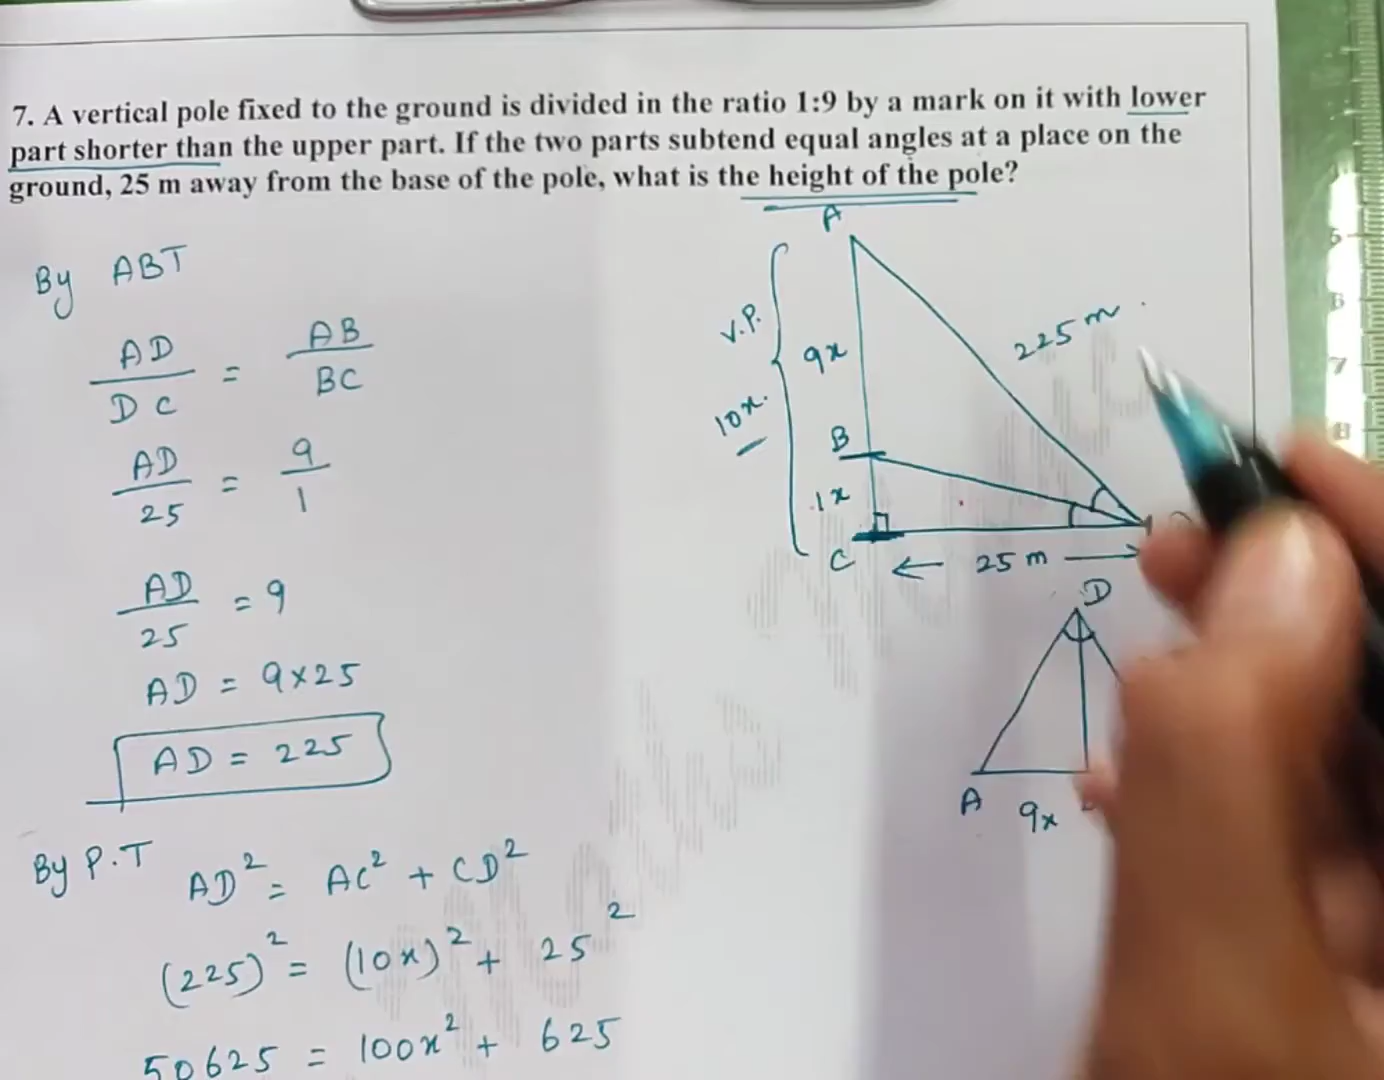 7. A vertical pole fixed to the ground is divided in the ratio 1:9 by a mark on it with lower
part shorter than the upper part. If the two parts subtend equal angles at a place on the
ground, 25 m away from the base of the pole, what is the height of the pole?
By ABT
AD/DC = AB/BC
AD/25 = 9/1
AD/25 = 9
AD = 9×25
AD = 225
By P.T AD² = AC² + CD²
(225)² = (10x)² + 25²
50625 = 100x² + 625
A
V.P.
10x.
9x
225 m
B
1x
C
25 m
D
A
9x
5
6
7
8